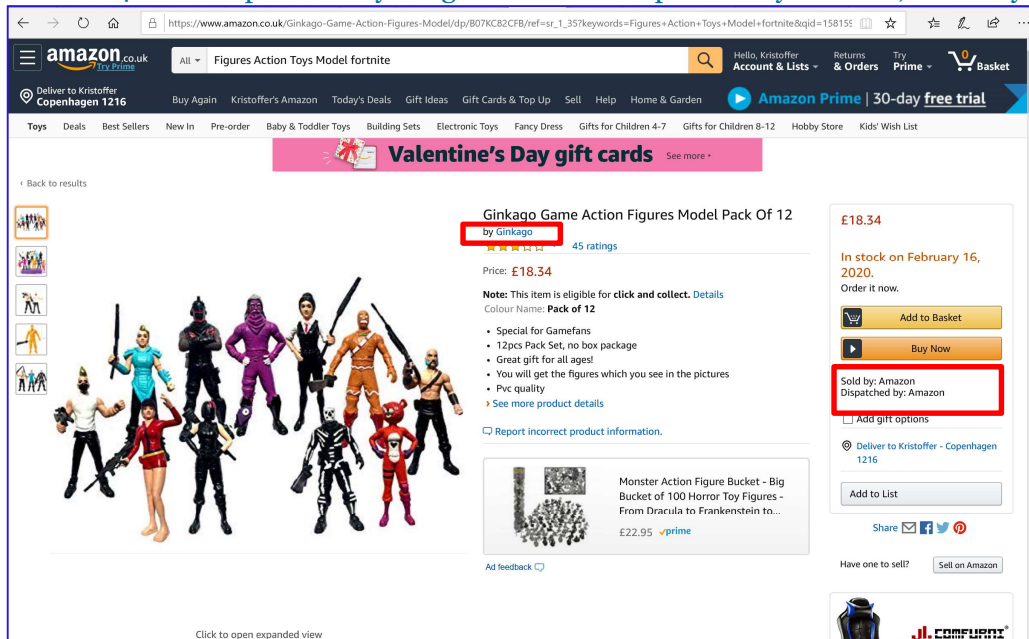 https://www.amazon.co.uk/Ginkago-Game-Action-Figures-Model/dp/B07KC82CFB/ref=sr_1_35?keywords=Figures+Action+Toys+Model+fortnite&qid=158159
amazon.co.uk
Try Prime
All
Figures Action Toys Model fortnite
Hello, Kristoffer
Account & Lists
Returns
& Orders
Try
Prime
0
Basket
Deliver to Kristoffer
Copenhagen 1216
Buy Again Kristoffer's Amazon Today's Deals Gift Ideas Gift Cards & Top Up Sell Help Home & Garden
Amazon Prime | 30-day free trial
Toys Deals Best Sellers New In Pre-order Baby & Toddler Toys Building Sets Electronic Toys Fancy Dress Gifts for Children 4-7 Gifts for Children 8-12 Hobby Store Kids' Wish List
Valentine's Day gift cards See more
‹ Back to results
Ginkago Game Action Figures Model Pack Of 12
by Ginkago
45 ratings
Price: £18.34
Note: This item is eligible for click and collect. Details
Colour Name: Pack of 12
• Special for Gamefans
• 12pcs Pack Set, no box package
• Great gift for all ages!
• You will get the figures which you see in the pictures
• Pvc quality
› See more product details
Report incorrect product information.
Monster Action Figure Bucket - Big
Bucket of 100 Horror Toy Figures -
From Dracula to Frankenstein to...
£22.95 prime
Ad feedback
Click to open expanded view
£18.34
In stock on February 16,
2020.
Order it now.
Add to Basket
Buy Now
Sold by: Amazon
Dispatched by: Amazon
Add gift options
Deliver to Kristoffer - Copenhagen
1216
Add to List
Share
Have one to sell? Sell on Amazon